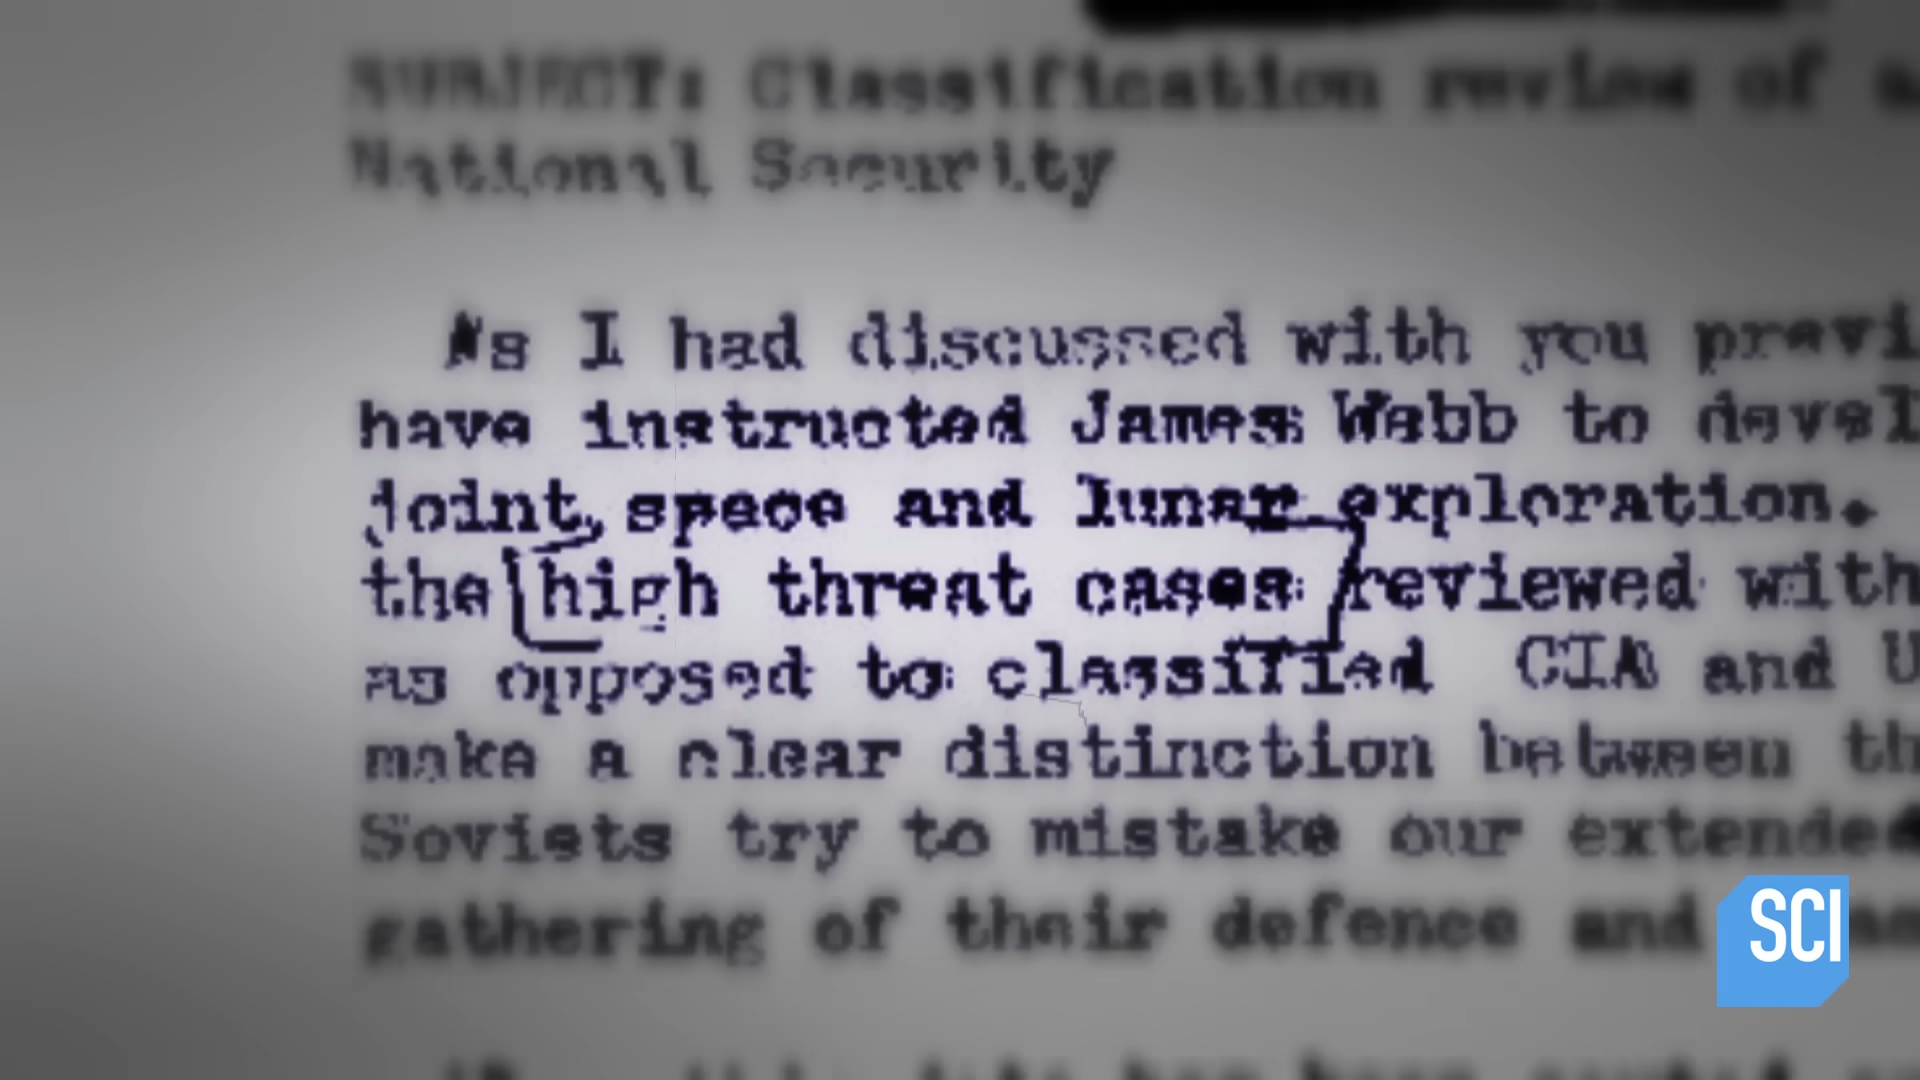 SUBJECT: Classification review of
National Security
As I had discussed with you previ
have instructed James Webb to devel
joint space and lunar exploration.
the high threat cases reviewed with
as opposed to classified CIA and U
make a clear distinction between th
Soviets try to mistake our extended
gathering of their defence and
SCI